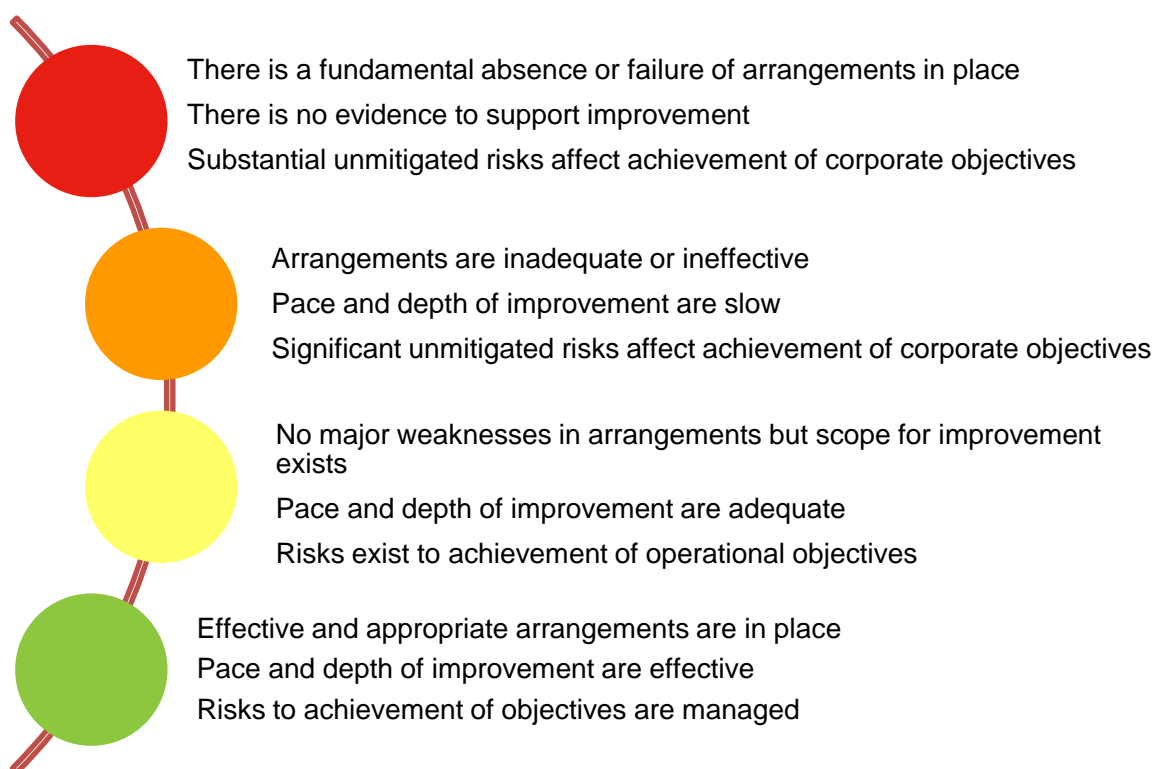 There is a fundamental absence or failure of arrangements in place
There is no evidence to support improvement
Substantial unmitigated risks affect achievement of corporate objectives
Arrangements are inadequate or ineffective
Pace and depth of improvement are slow
Significant unmitigated risks affect achievement of corporate objectives
No major weaknesses in arrangements but scope for improvement
exists
Pace and depth of improvement are adequate
Risks exist to achievement of operational objectives
Effective and appropriate arrangements are in place
Pace and depth of improvement are effective
Risks to achievement of objectives are managed